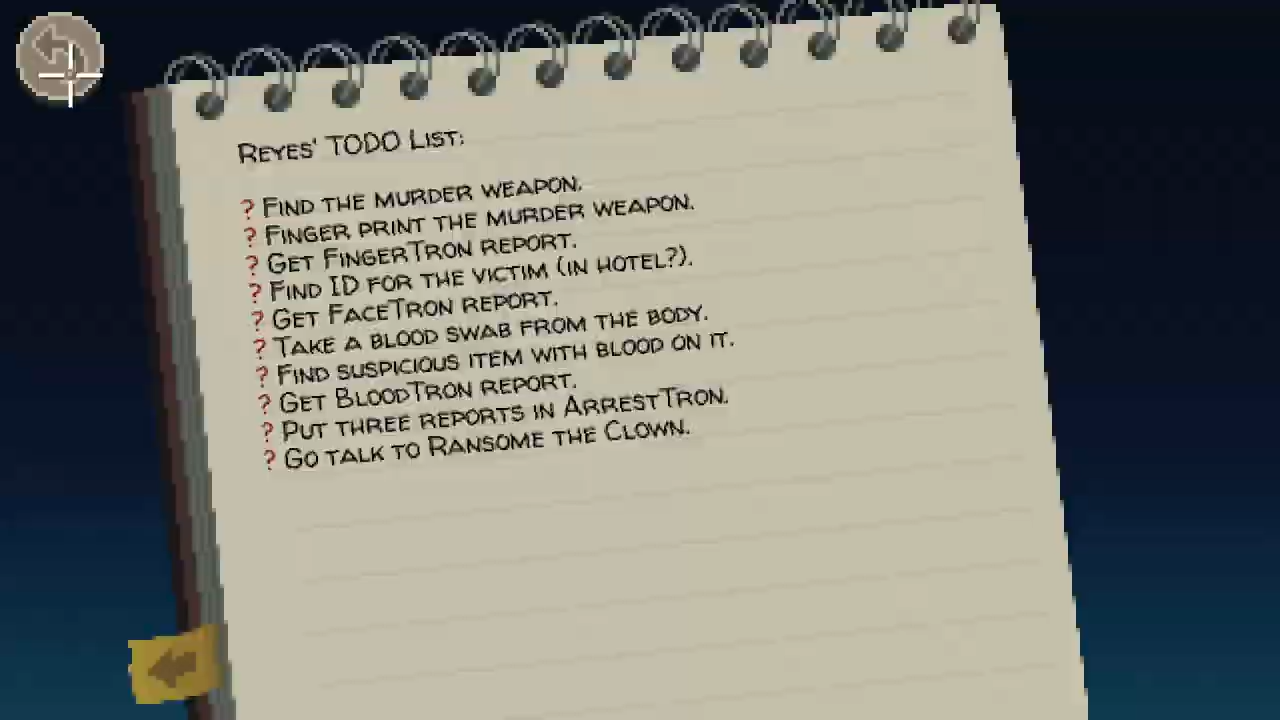 Reyes' TODO List:
? Find the murder weapon.
? Finger print the murder weapon.
? Get FingerTron report.
? Find ID for the victim (in hotel?).
? Get FaceTron report.
? Take a blood swab from the body.
? Find suspicious item with blood on it.
? Get BloodTron report.
? Put three reports in ArrestTron.
? Go talk to Ransome the Clown.